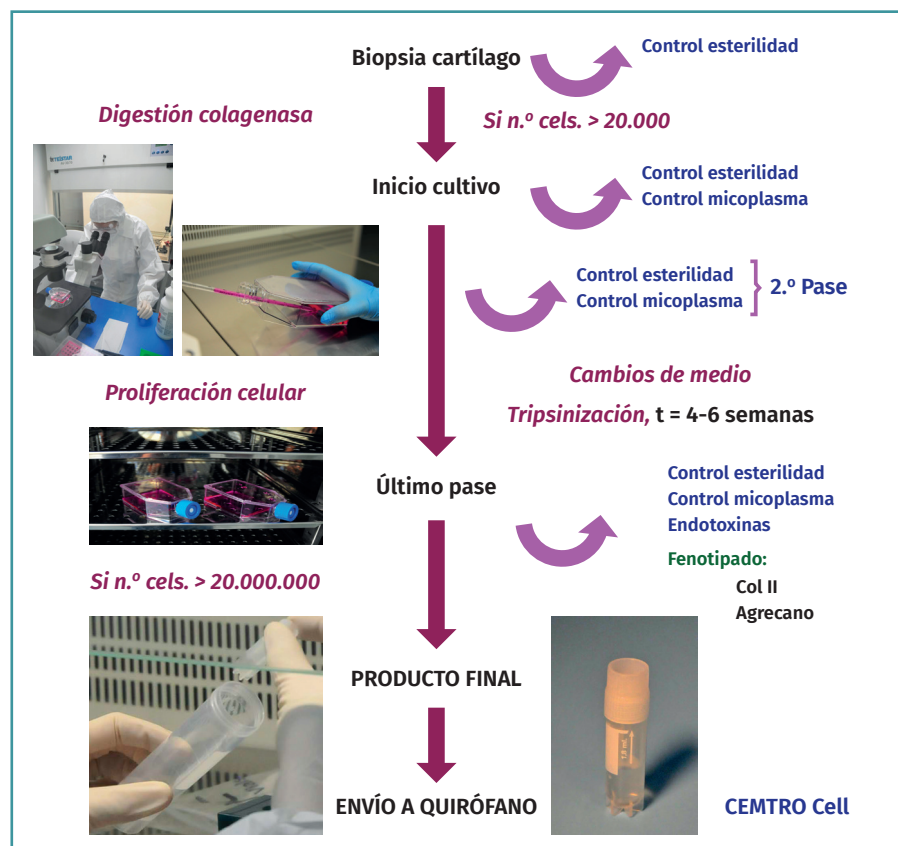 Biopsia cartílago
Control esterilidad
Digestión colagenasa
Si n.º cels. > 20.000
Inicio cultivo
Control esterilidad
Control micoplasma
Control esterilidad
Control micoplasma
2.º Pase
Proliferación celular
Cambios de medio
Tripsinización, t = 4-6 semanas
Último pase
Control esterilidad
Control micoplasma
Endotoxinas
Fenotipado:
Col II
Agrecano
Si n.º cels. > 20.000.000
PRODUCTO FINAL
ENVÍO A QUIRÓFANO
CEMTRO Cell